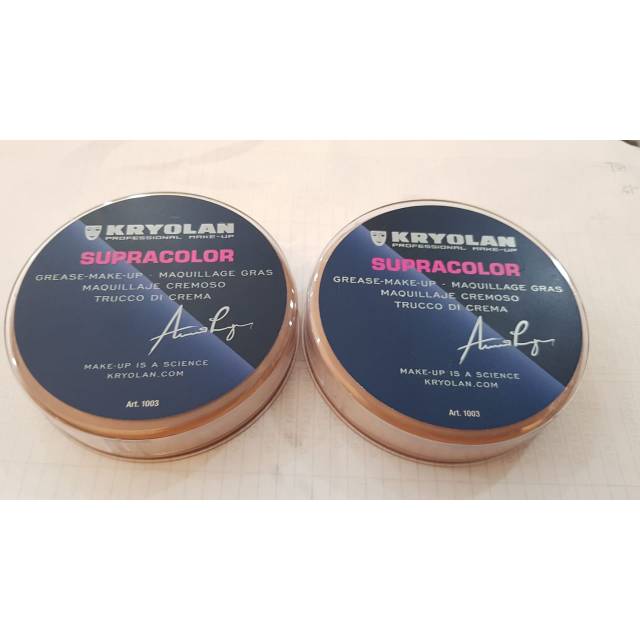 KRYOLAN
PROFESSIONAL MAKE-UP
SUPRACOLOR
GREASE-MAKE-UP - MAQUILLAGE GRAS
MAQUILLAJE CREMOSO
TRUCCO DI CREMA
MAKE-UP IS A SCIENCE
KRYOLAN.COM
Art. 1003
KRYOLAN
PROFESSIONAL MAKE-UP
SUPRACOLOR
GREASE-MAKE-UP - MAQUILLAGE GRAS
MAQUILLAJE CREMOSO
TRUCCO DI CREMA
MAKE-UP IS A SCIENCE
KRYOLAN.COM
Art. 1003